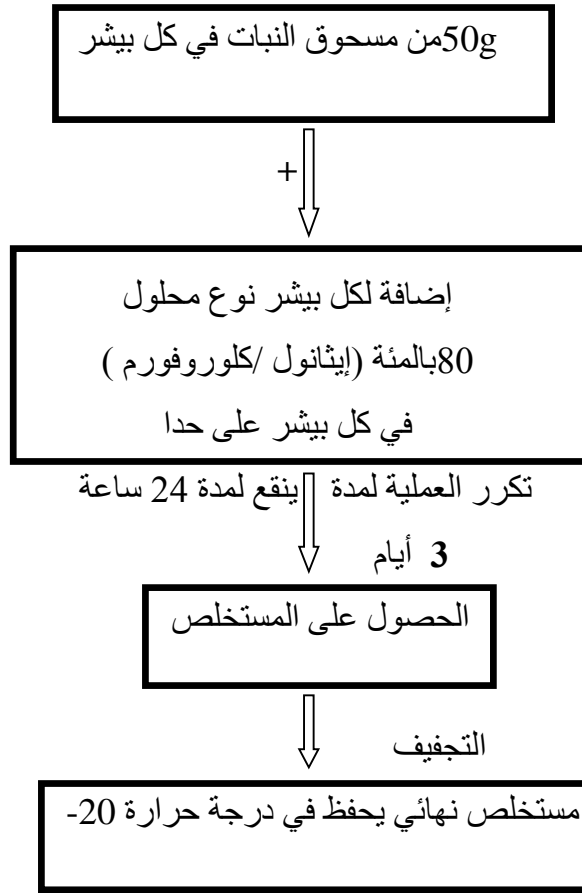 50gمن مسحوق النبات في كل بيشر
+
إضافة لكل بيشر نوع محلول
80بالمئة (إيثانول /كلوروفورم )
في كل بيشر على حدا
ينقع لمدة 24 ساعة
تكرر العملية لمدة
3 أيام
الحصول على المستخلص
التجفيف
مستخلص نهائي يحفظ في درجة حرارة 20-